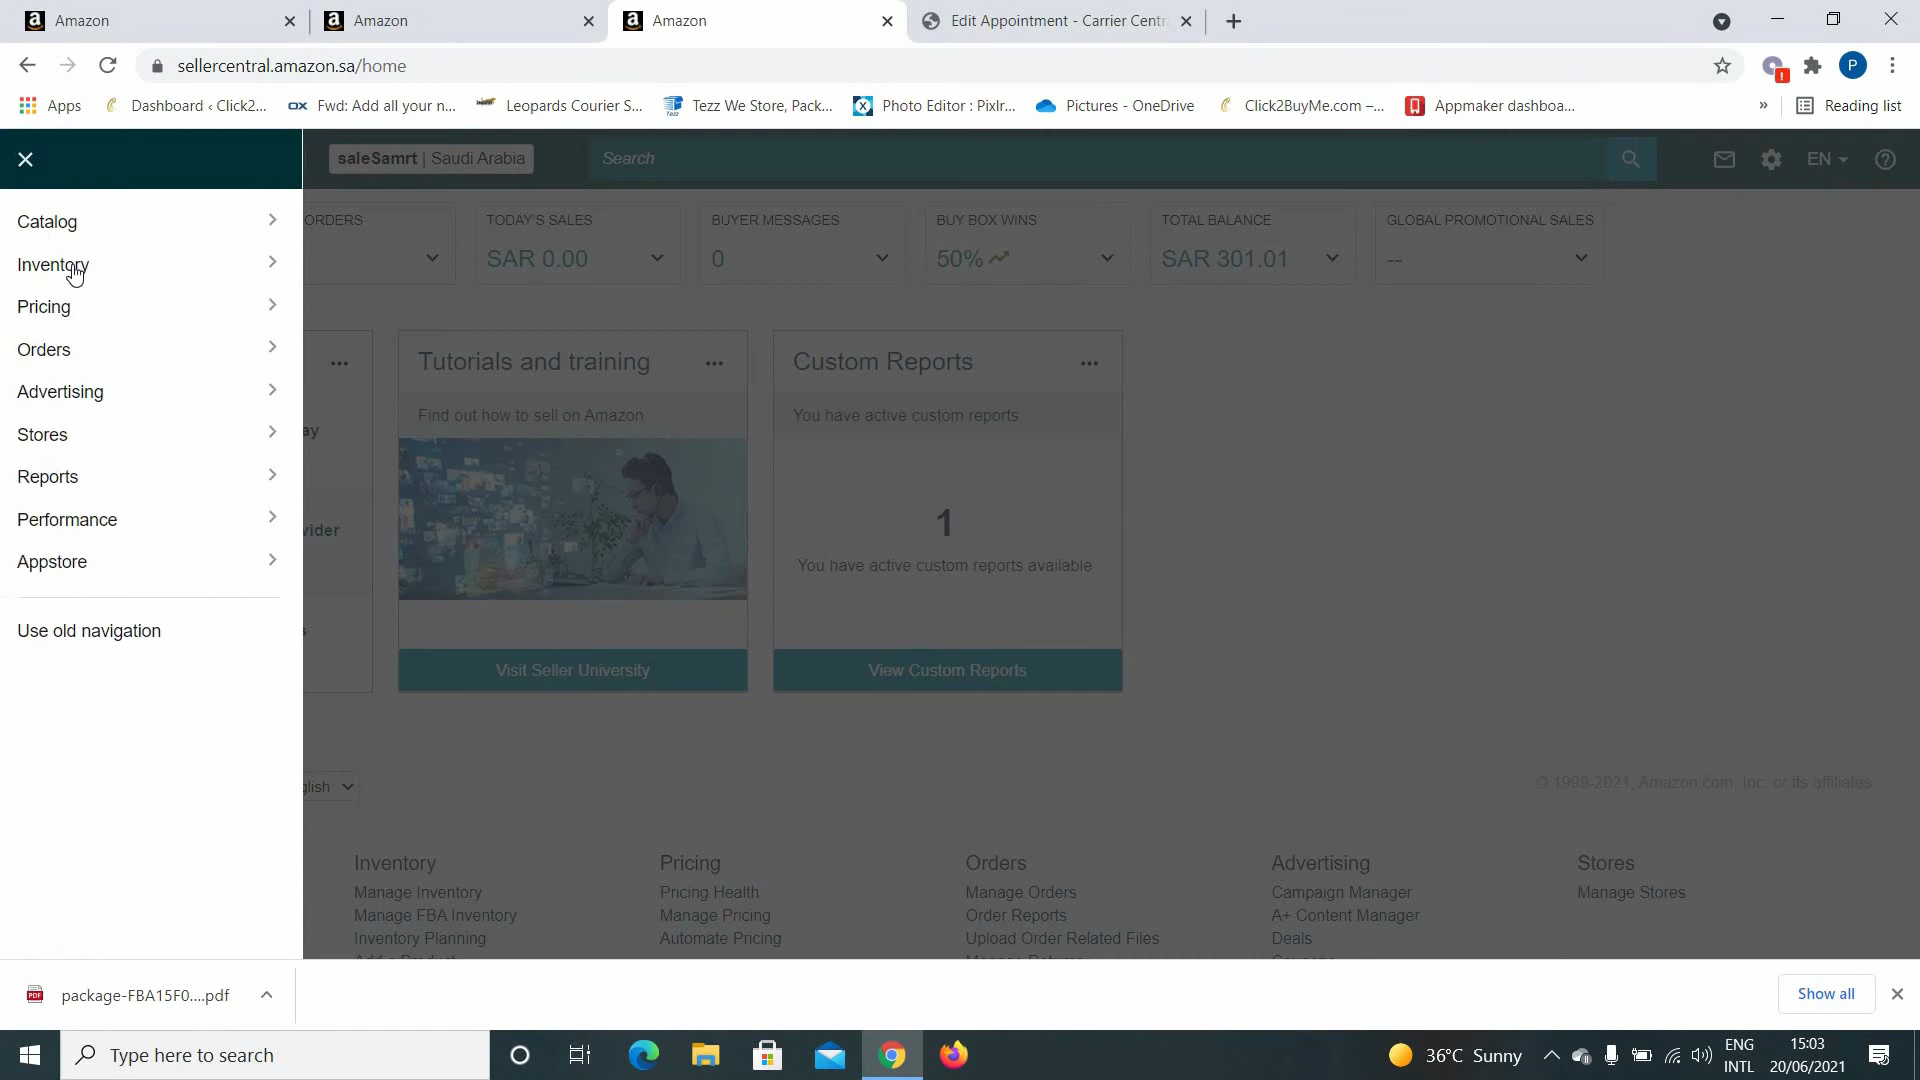 Amazon
Amazon
Amazon
Edit Appointment - Carrier Centr
sellercentral.amazon.sa/home
Apps
Dashboard ‹ Click2...
Fwd: Add all your n...
Leopards Courier S...
Tezz We Store, Pack...
Photo Editor : Pixlr...
Pictures - OneDrive
Click2BuyMe.com –...
Appmaker dashboa...
»
Reading list
saleSamrt | Saudi Arabia
Search
EN
Catalog
Inventory
Pricing
Orders
Advertising
Stores
Reports
Performance
Appstore
Use old navigation
ORDERS
TODAY'S SALES
SAR 0.00
BUYER MESSAGES
0
BUY BOX WINS
50%
TOTAL BALANCE
SAR 301.01
GLOBAL PROMOTIONAL SALES
--
ay
vider
s
Tutorials and training
Find out how to sell on Amazon
Visit Seller University
Custom Reports
You have active custom reports
1
You have active custom reports available
View Custom Reports
glish
© 1999-2021, Amazon.com, Inc. or its affiliates
Inventory
Manage Inventory
Manage FBA Inventory
Inventory Planning
Add a Product
Pricing
Pricing Health
Manage Pricing
Automate Pricing
Orders
Manage Orders
Order Reports
Upload Order Related Files
Manage Returns
Advertising
Campaign Manager
A+ Content Manager
Deals
Coupons
Stores
Manage Stores
package-FBA15F0....pdf
Show all
Type here to search
36°C Sunny
ENG
INTL
15:03
20/06/2021